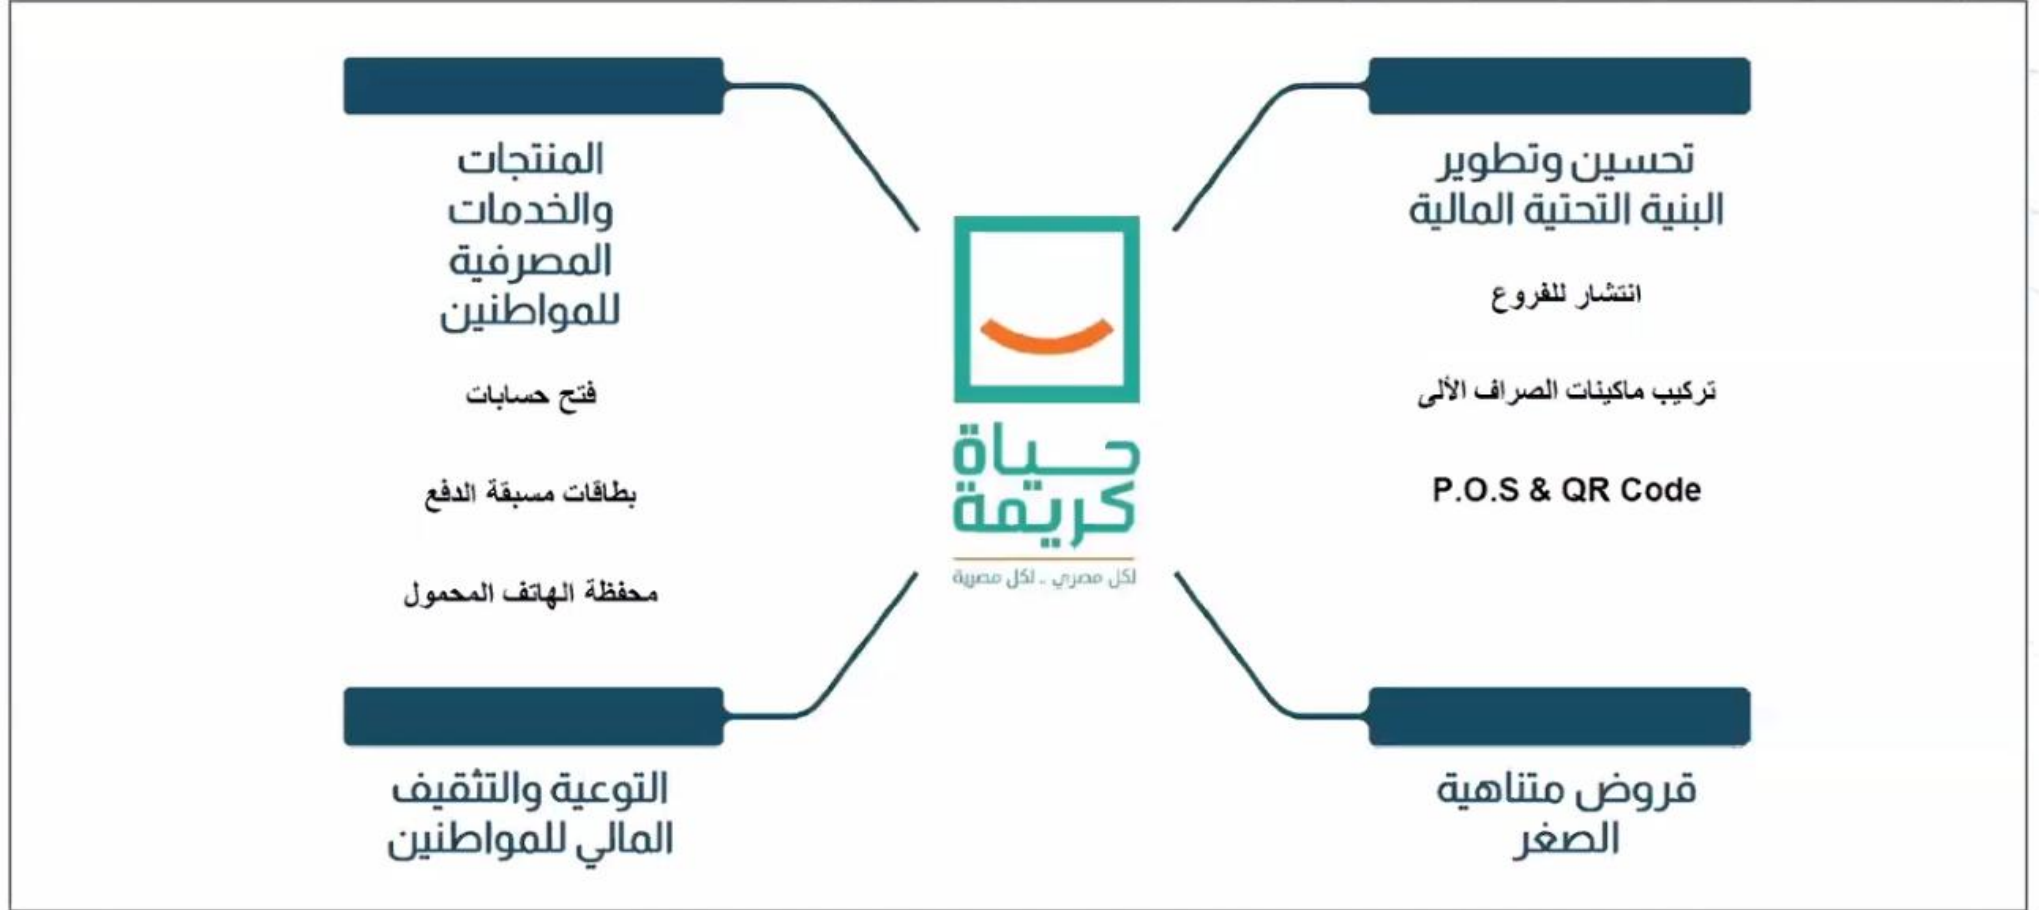 تحسين وتطوير
البنية التحتية المالية
انتشار للفروع
تركيب ماكينات الصراف الألى
P.O.S & QR Code
المنتجات
والخدمات
المصرفية
للمواطنين
فتح حسابات
بطاقات مسبقة الدفع
محفظة الهاتف المحمول
حياة
كريمة
لكل مصري .. لكل مصرية
قروض متناهية
الصغر
التوعية والتثقيف
المالي للمواطنين